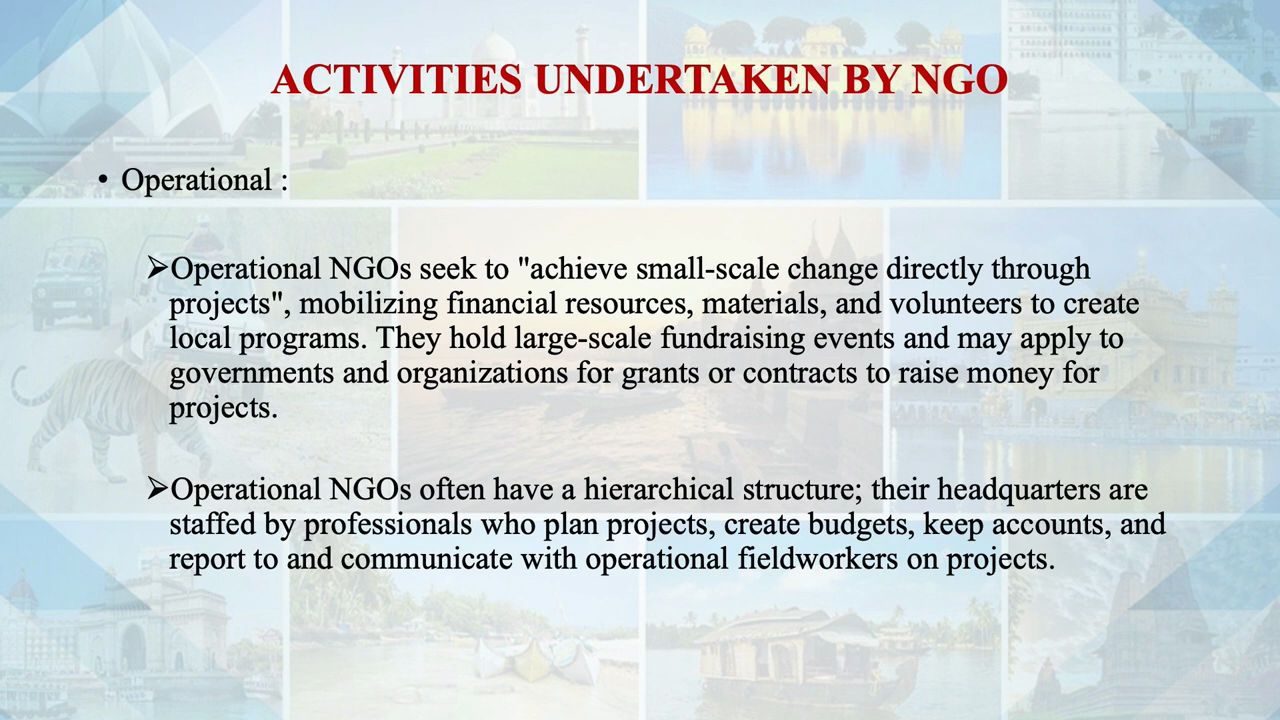 ACTIVITIES UNDERTAKEN BY NGO
• Operational :
➢Operational NGOs seek to "achieve small-scale change directly through
projects", mobilizing financial resources, materials, and volunteers to create
local programs. They hold large-scale fundraising events and may apply to
governments and organizations for grants or contracts to raise money for
projects.
➢Operational NGOs often have a hierarchical structure; their headquarters are
staffed by professionals who plan projects, create budgets, keep accounts, and
report to and communicate with operational fieldworkers on projects.